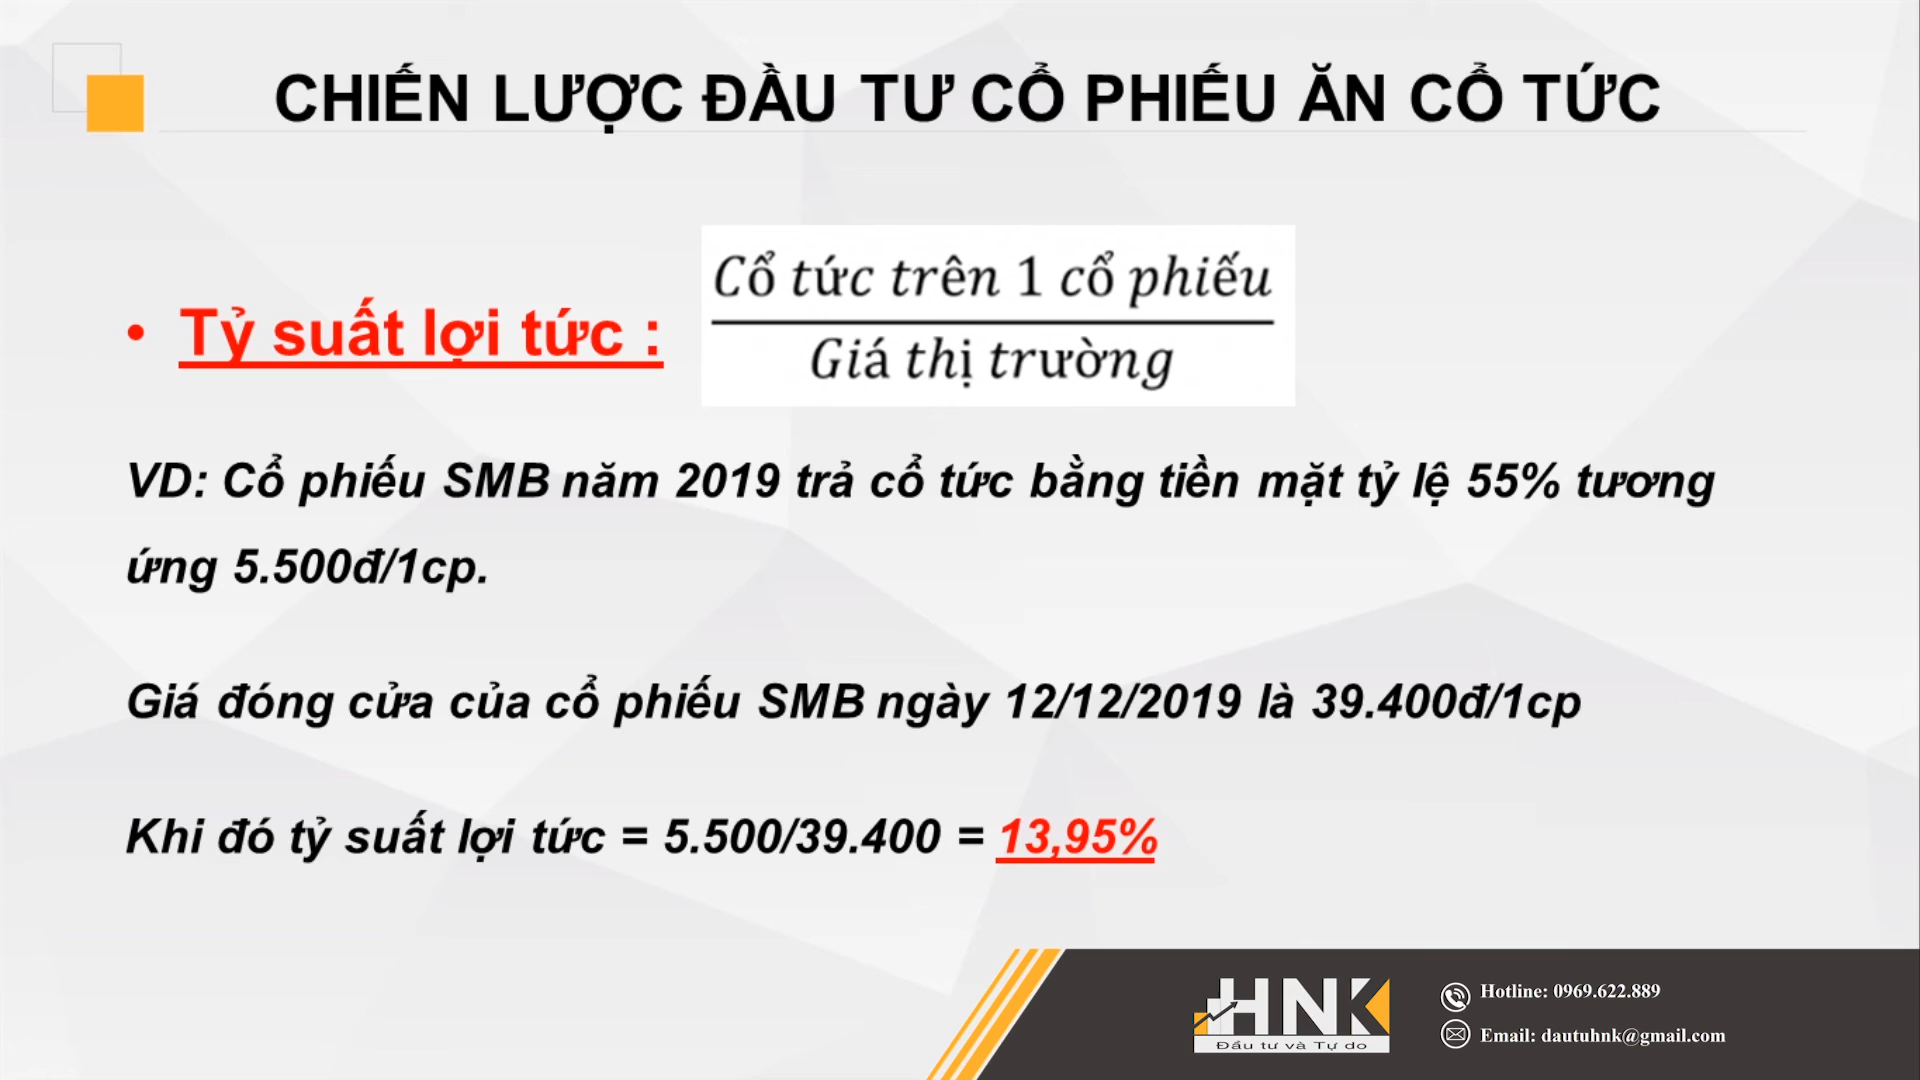 CHIẾN LƯỢC ĐẦU TƯ CỔ PHIẾU ĂN CỔ TỨC
• Tỷ suất lợi tức :
Cổ tức trên 1 cổ phiếu
Giá thị trường
VD: Cổ phiếu SMB năm 2019 trả cổ tức bằng tiền mặt tỷ lệ 55% tương
ứng 5.500đ/1cp.
Giá đóng cửa của cổ phiếu SMB ngày 12/12/2019 là 39.400đ/1cp
Khi đó tỷ suất lợi tức = 5.500/39.400 = 13,95%
HNK
Đầu tư và Tự do
Hotline: 0969.622.889
Email: dautuhnk@gmail.com